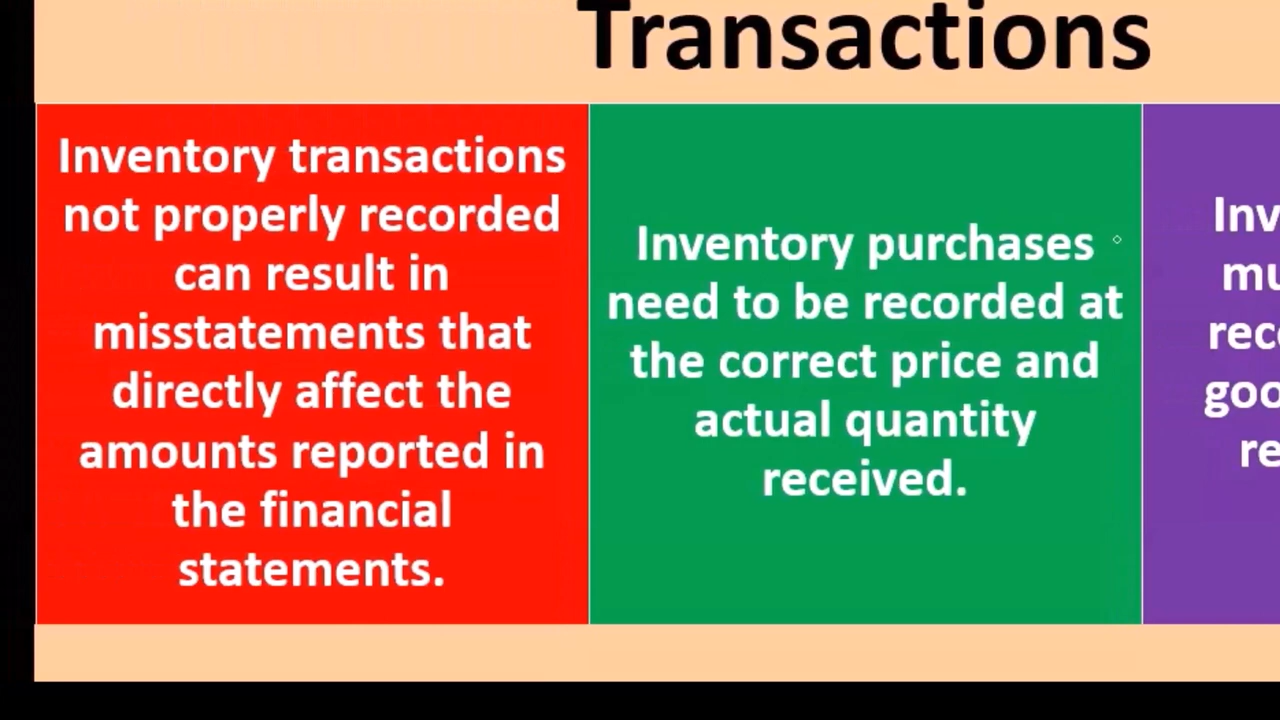 Transactions
Inventory transactions
not properly recorded
can result in
misstatements that
directly affect the
amounts reported in
the financial
statements.
Inventory purchases
need to be recorded at
the correct price and
actual quantity
received.